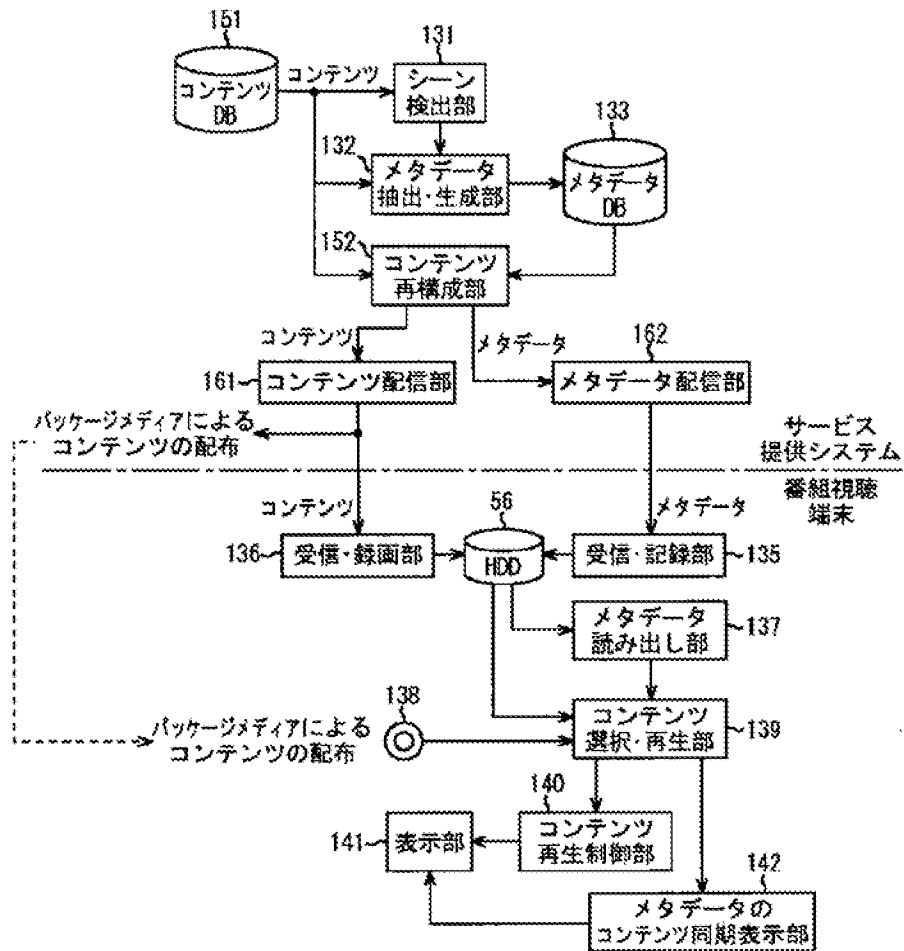 151
コンテンツ
DB
コンテンツ
131
シーン
検出部
132
メタデータ
抽出・生成部
133
メタデータ
DB
152
コンテンツ
再構成部
コンテンツ
メタデータ
162
161
コンテンツ配信部
メタデータ配信部
パッケージメディアによる
コンテンツの配布
サービス
提供システム
番組視聴
端末
コンテンツ
56
メタデータ
136
受信・録画部
HDD
受信・記録部
135
メタデータ
読み出し部
137
138
パッケージメディアによる
コンテンツの配布
コンテンツ
選択・再生部
139
140
141
表示部
コンテンツ
再生制御部
142
メタデータの
コンテンツ同期表示部